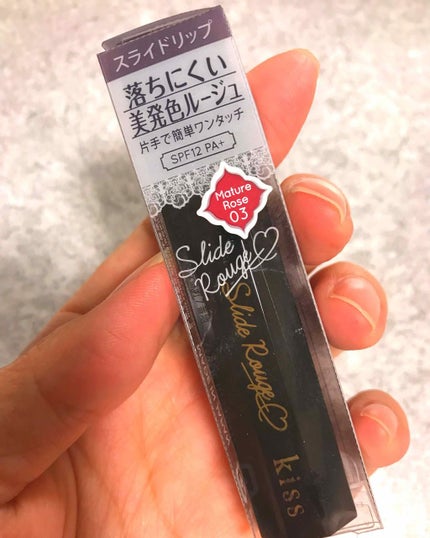 スライドリップ
落ちにくい
美発色ルージュ
片手で簡単ワンタッチ
SPF12 PA+
Mature
Rose
03
Slide
Rouge
Slide Rouge
kiss